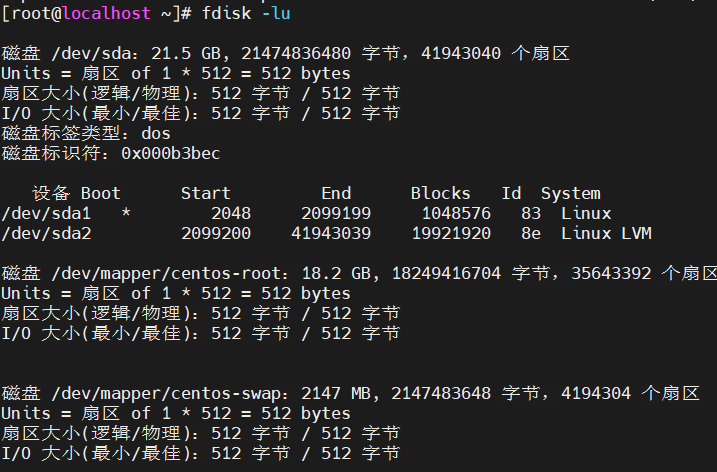 [root@localhost ~]# fdisk -lu
磁盘 /dev/sda：21.5 GB, 21474836480 字节，41943040 个扇区
Units = 扇区 of 1 * 512 = 512 bytes
扇区大小(逻辑/物理)：512 字节 / 512 字节
I/O 大小(最小/最佳)：512 字节 / 512 字节
磁盘标签类型：dos
磁盘标识符：0x000b3bec
设备 Boot      Start         End      Blocks   Id  System
/dev/sda1   *        2048     2099199     1048576   83  Linux
/dev/sda2         2099200    41943039    19921920   8e  Linux LVM
磁盘 /dev/mapper/centos-root：18.2 GB, 18249416704 字节，35643392 个扇区
Units = 扇区 of 1 * 512 = 512 bytes
扇区大小(逻辑/物理)：512 字节 / 512 字节
I/O 大小(最小/最佳)：512 字节 / 512 字节
磁盘 /dev/mapper/centos-swap：2147 MB, 2147483648 字节，4194304 个扇区
Units = 扇区 of 1 * 512 = 512 bytes
扇区大小(逻辑/物理)：512 字节 / 512 字节
I/O 大小(最小/最佳)：512 字节 / 512 字节